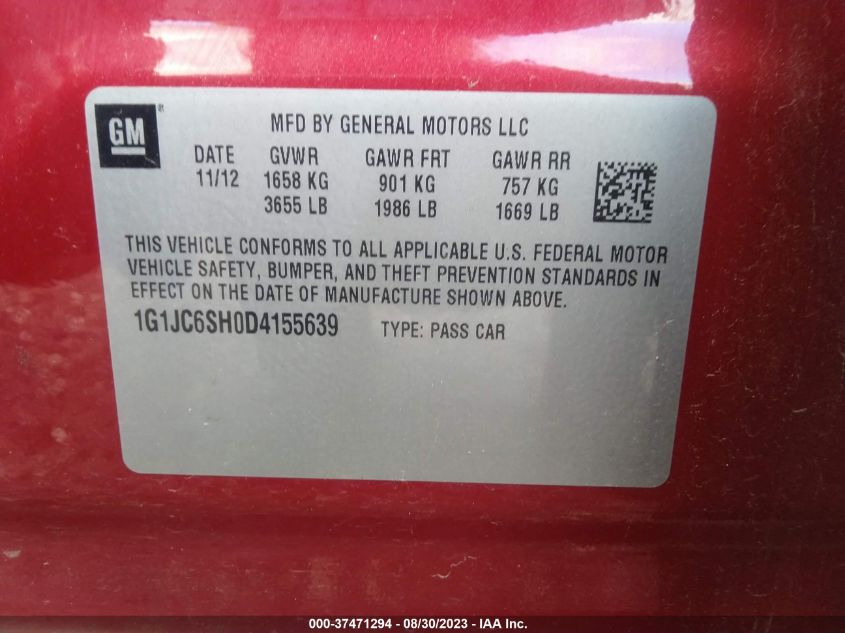 GM ®
MFD BY GENERAL MOTORS LLC
DATE GVWR GAWR FRT GAWR RR
11/12 1658 KG 901 KG 757 KG
3655 LB 1986 LB 1669 LB
THIS VEHICLE CONFORMS TO ALL APPLICABLE U.S. FEDERAL MOTOR
VEHICLE SAFETY, BUMPER, AND THEFT PREVENTION STANDARDS IN
EFFECT ON THE DATE OF MANUFACTURE SHOWN ABOVE.
1G1JC6SH0D4155639 TYPE: PASS CAR
000-37471294 - 08/30/2023 - IAA Inc.